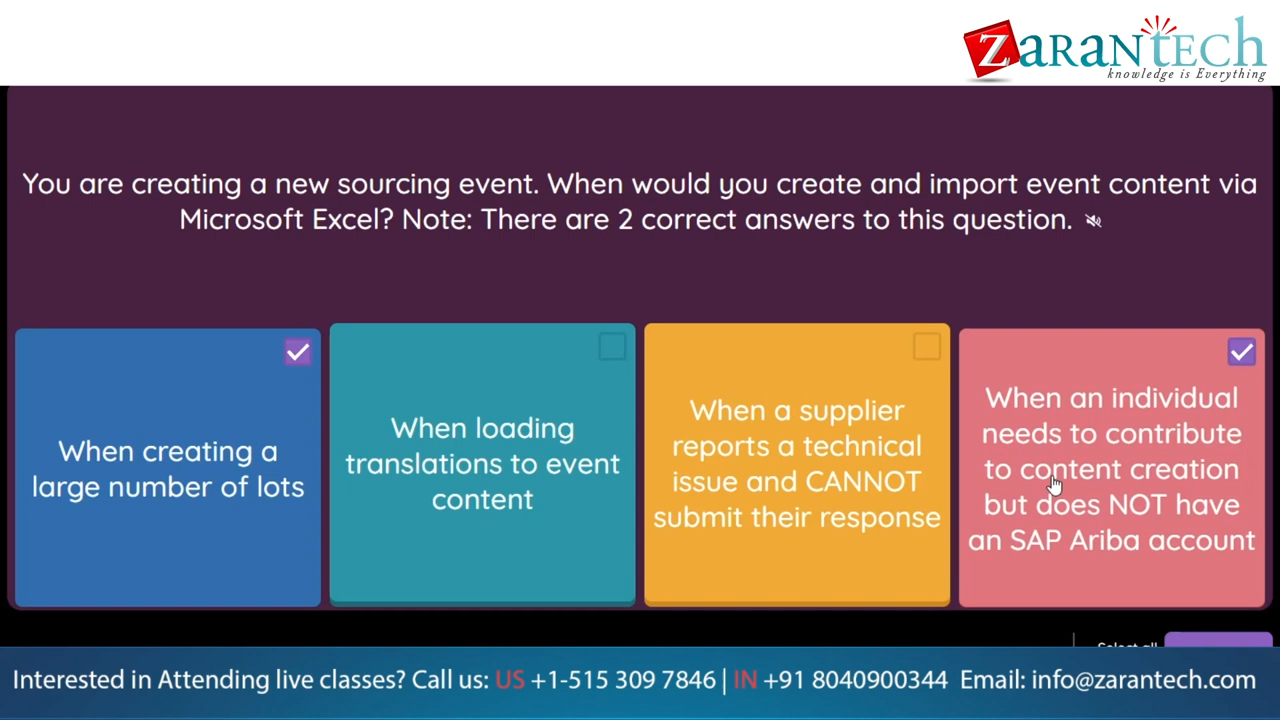 ZARANTECH
knowledge is Everything
You are creating a new sourcing event. When would you create and import event content via
Microsoft Excel? Note: There are 2 correct answers to this question.
When creating a
large number of lots
When loading
translations to event
content
When a supplier
reports a technical
issue and CANNOT
submit their response
When an individual
needs to contribute
to content creation
but does NOT have
an SAP Ariba account
Select all
Interested in Attending live classes? Call us: US +1-515 309 7846 | IN +91 8040900344 Email: info@zarantech.com